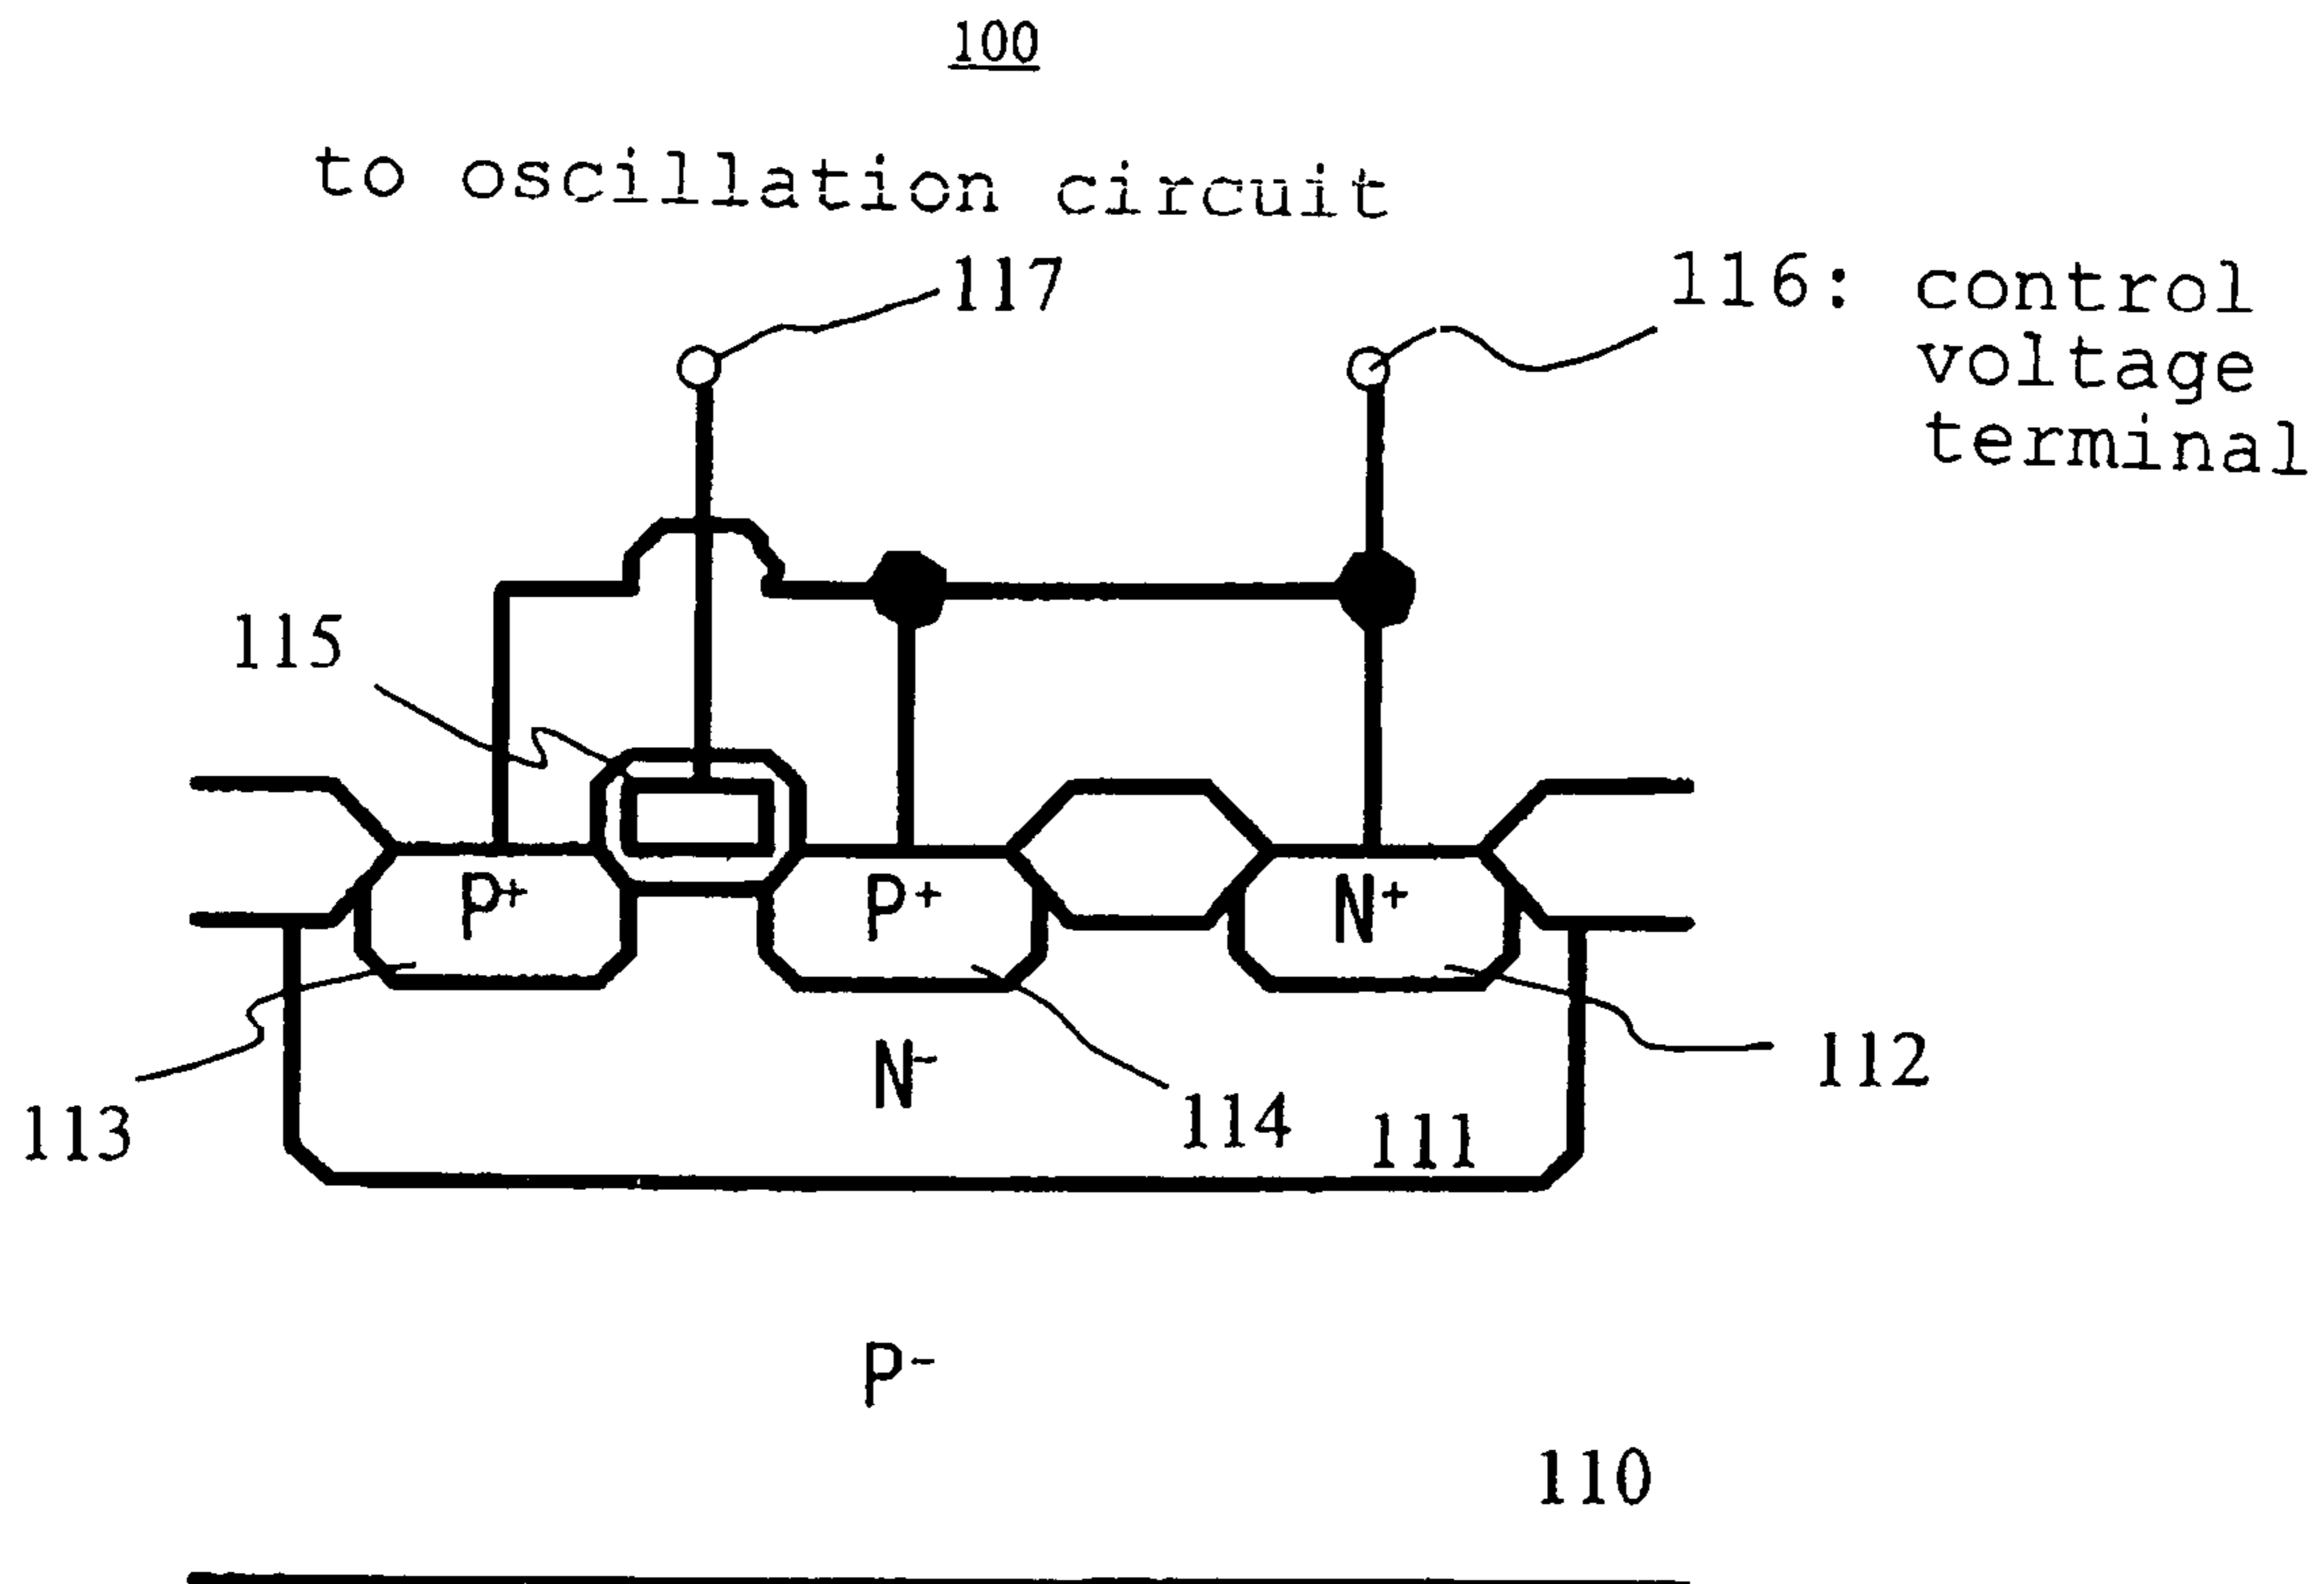 100
to oscillation circuit
117
116: control
voltage
terminal
115
P+
P+
N+
N-
112
113
114
111
P-
110